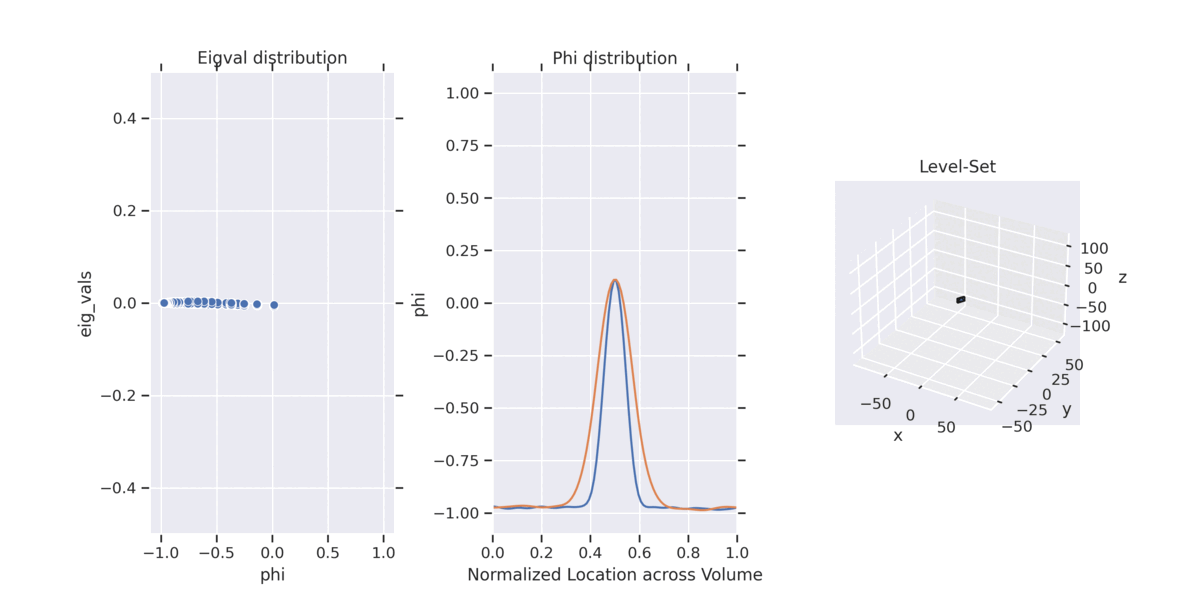 Eigval distribution
0.4
0.2
0.0
−0.2
−0.4
eig_vals
−1.0 −0.5 0.0 0.5 1.0
phi
Phi distribution
1.00
0.75
0.50
0.25
0.00
−0.25
−0.50
−0.75
−1.00
phi
0.0 0.2 0.4 0.6 0.8 1.0
Normalized Location across Volume
Level-Set
100
50
0
−50
−100
z
50
25
0
−25
−50
y
−50
0
50
x